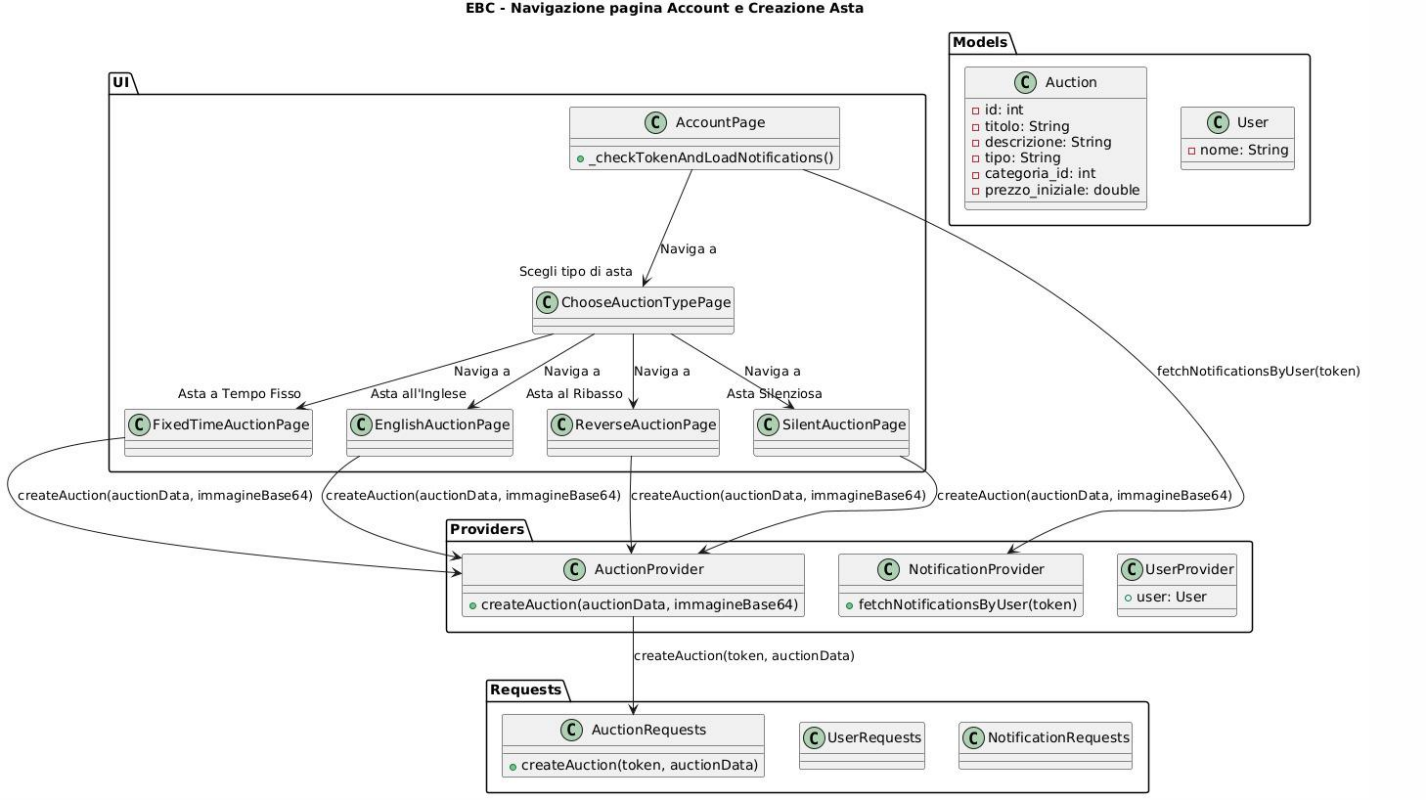 EBC - Navigazione pagina Account e Creazione Asta
Models
C Auction
id: int
titolo: String
descrizione: String
tipo: String
categoria_id: int
prezzo_iniziale: double
C User
nome: String
UI
C AccountPage
_checkTokenAndLoadNotifications()
Naviga a
Scegli tipo di asta
C ChooseAuctionTypePage
fetchNotificationsByUser(token)
Naviga a
Naviga a
Naviga a
Naviga a
Asta a Tempo Fisso
Asta all'Inglese
Asta al Ribasso
Asta Silenziosa
C FixedTimeAuctionPage
C EnglishAuctionPage
C ReverseAuctionPage
C SilentAuctionPage
createAuction(auctionData, immagineBase64)
createAuction(auctionData, immagineBase64)
createAuction(auctionData, immagineBase64)
createAuction(auctionData, immagineBase64)
Providers
C AuctionProvider
createAuction(auctionData, immagineBase64)
C NotificationProvider
fetchNotificationsByUser(token)
C UserProvider
user: User
createAuction(token, auctionData)
Requests
C AuctionRequests
createAuction(token, auctionData)
C UserRequests
C NotificationRequests